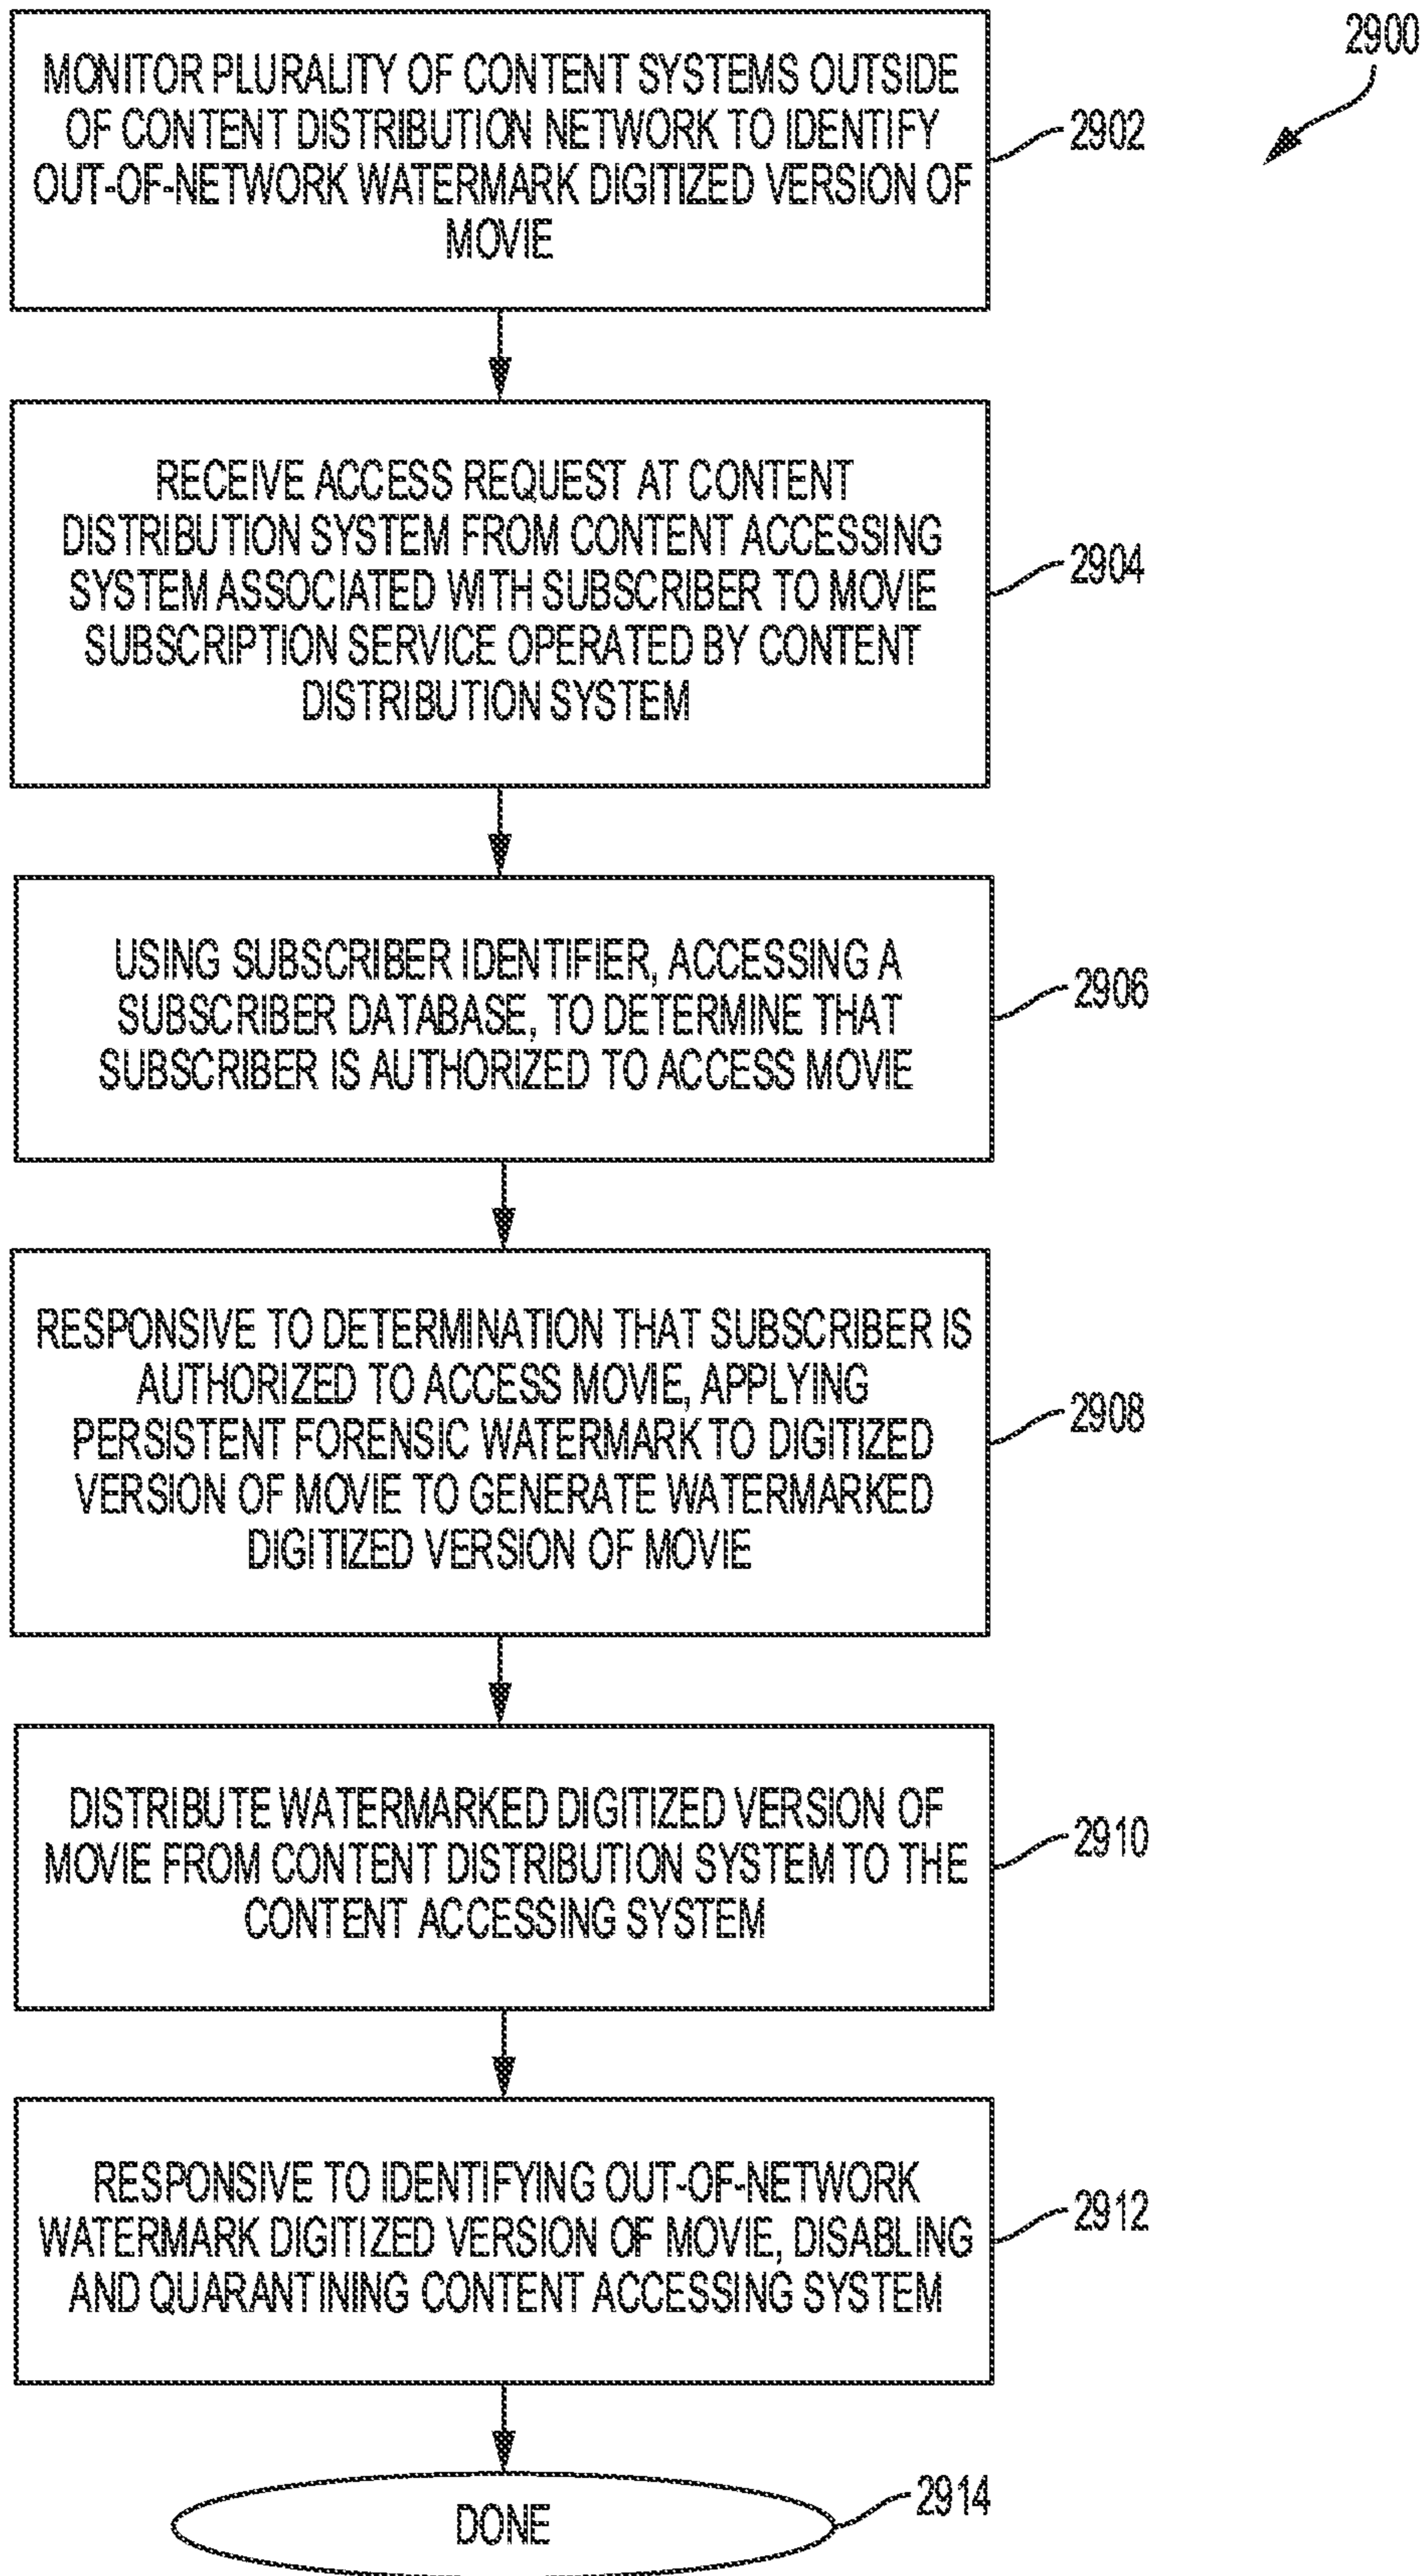 2900
MONITOR PLURALITY OF CONTENT SYSTEMS OUTSIDE
OF CONTENT DISTRIBUTION NETWORK TO IDENTIFY
OUT-OF-NETWORK WATERMARK DIGITIZED VERSION OF
MOVIE
2902
RECEIVE ACCESS REQUEST AT CONTENT
DISTRIBUTION SYSTEM FROM CONTENT ACCESSING
SYSTEM ASSOCIATED WITH SUBSCRIBER TO MOVIE
SUBSCRIPTION SERVICE OPERATED BY CONTENT
DISTRIBUTION SYSTEM
2904
USING SUBSCRIBER IDENTIFIER, ACCESSING A
SUBSCRIBER DATABASE, TO DETERMINE THAT
SUBSCRIBER IS AUTHORIZED TO ACCESS MOVIE
2906
RESPONSIVE TO DETERMINATION THAT SUBSCRIBER IS
AUTHORIZED TO ACCESS MOVIE, APPLYING
PERSISTENT FORENSIC WATERMARK TO DIGITIZED
VERSION OF MOVIE TO GENERATE WATERMARKED
DIGITIZED VERSION OF MOVIE
2908
DISTRIBUTE WATERMARKED DIGITIZED VERSION OF
MOVIE FROM CONTENT DISTRIBUTION SYSTEM TO THE
CONTENT ACCESSING SYSTEM
2910
RESPONSIVE TO IDENTIFYING OUT-OF-NETWORK
WATERMARK DIGITIZED VERSION OF MOVIE, DISABLING
AND QUARANTINING CONTENT ACCESSING SYSTEM
2912
DONE
2914